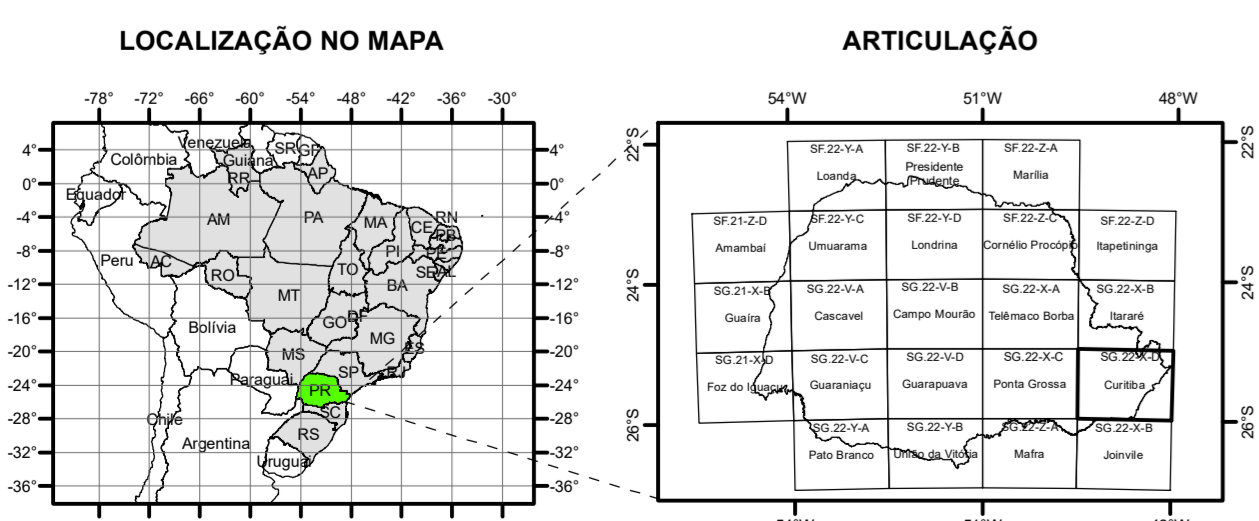 LOCALIZAÇÃO NO MAPA
ARTICULAÇÃO
-78° -72° -66° -60° -54° -48° -42° -36° -30°
54°W 51°W 48°W
4° 4°
0° 0°
-4° -4°
-8° -8°
-12° -12°
-16° -16°
-20° -20°
-24° -24°
-28° -28°
-32° -32°
-36° -36°
Venezuela
Colômbia
Guiana
SR
GF
RR
AP
Equador
AM
PA
MA
CE
RN
PB
PI
PE
Peru
AC
TO
SE
AL
RO
BA
MT
Bolívia
GO
DF
MG
ES
MS
SP
RJ
Paraguai
PR
Chile
SC
Argentina
RS
Uruguai
22°S 22°S
24°S 24°S
26°S 26°S
SF.22-Y-A
Loanda
SF.22-Y-B
Presidente
Prudente
SF.22-Z-A
Marília
SF.21-Z-D
Amambaí
SF.22-Y-C
Umuarama
SF.22-Y-D
Londrina
SF.22-Z-C
Cornélio Procópio
SF.22-Z-D
Itapetininga
SG.21-X-B
Guaíra
SG.22-V-A
Cascavel
SG.22-V-B
Campo Mourão
SG.22-X-A
Telêmaco Borba
SG.22-X-B
Itararé
SG.21-X-D
Foz do Iguaçu
SG.22-V-C
Guaraniaçu
SG.22-V-D
Guarapuava
SG.22-X-C
Ponta Grossa
SG.22-X-D
Curitiba
SG.22-Y-A
Pato Branco
SG.22-Y-B
União da Vitória
SG.22-Z-A
Mafra
SG.22-X-B
Joinvile
54°W 51°W 48°W